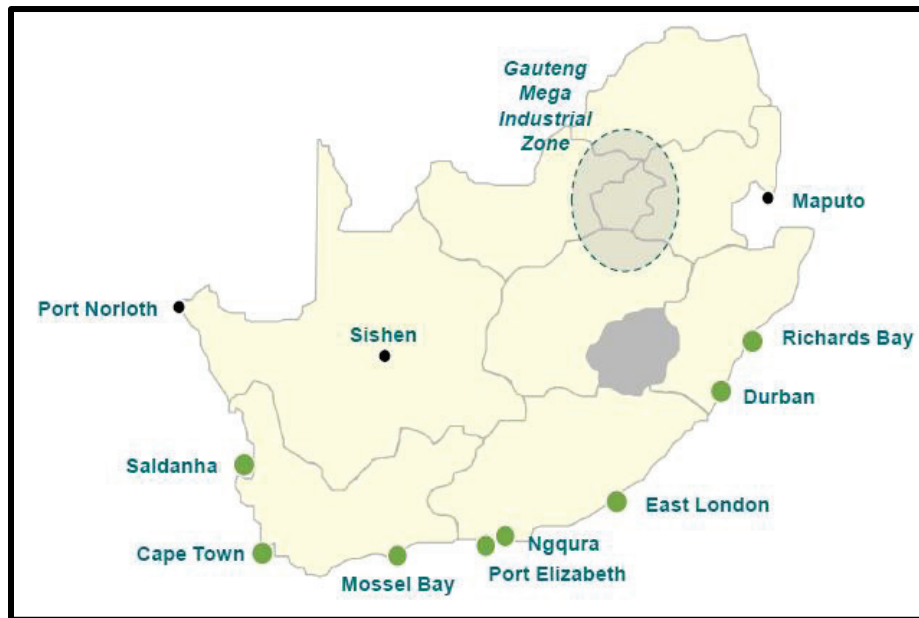 Gauteng
Mega
Industrial
Zone
Maputo
Port Norloth
Sishen
Richards Bay
Durban
Saldanha
East London
Ngqura
Cape Town
Port Elizabeth
Mossel Bay